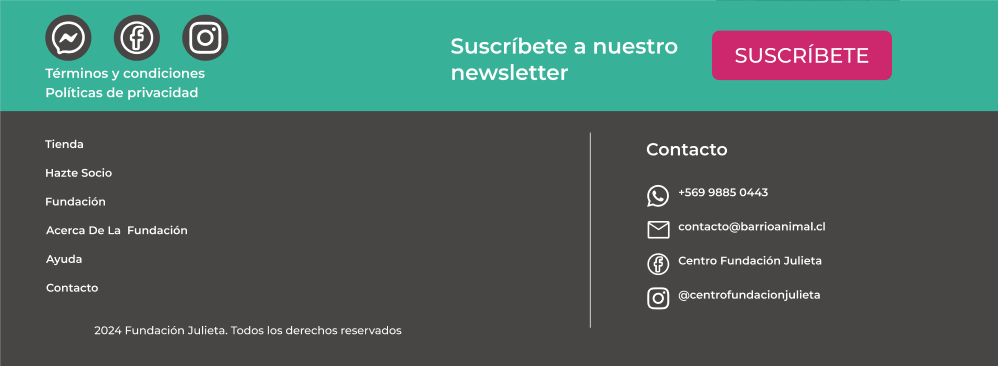 Términos y condiciones
Políticas de privacidad
Suscríbete a nuestro
newsletter
SUSCRÍBETE
Tienda
Hazte Socio
Fundación
Acerca De La  Fundación
Ayuda
Contacto
2024 Fundación Julieta. Todos los derechos reservados
Contacto
+569 9885 0443
contacto@barrioanimal.cl
Centro Fundación Julieta
@centrofundacionjulieta